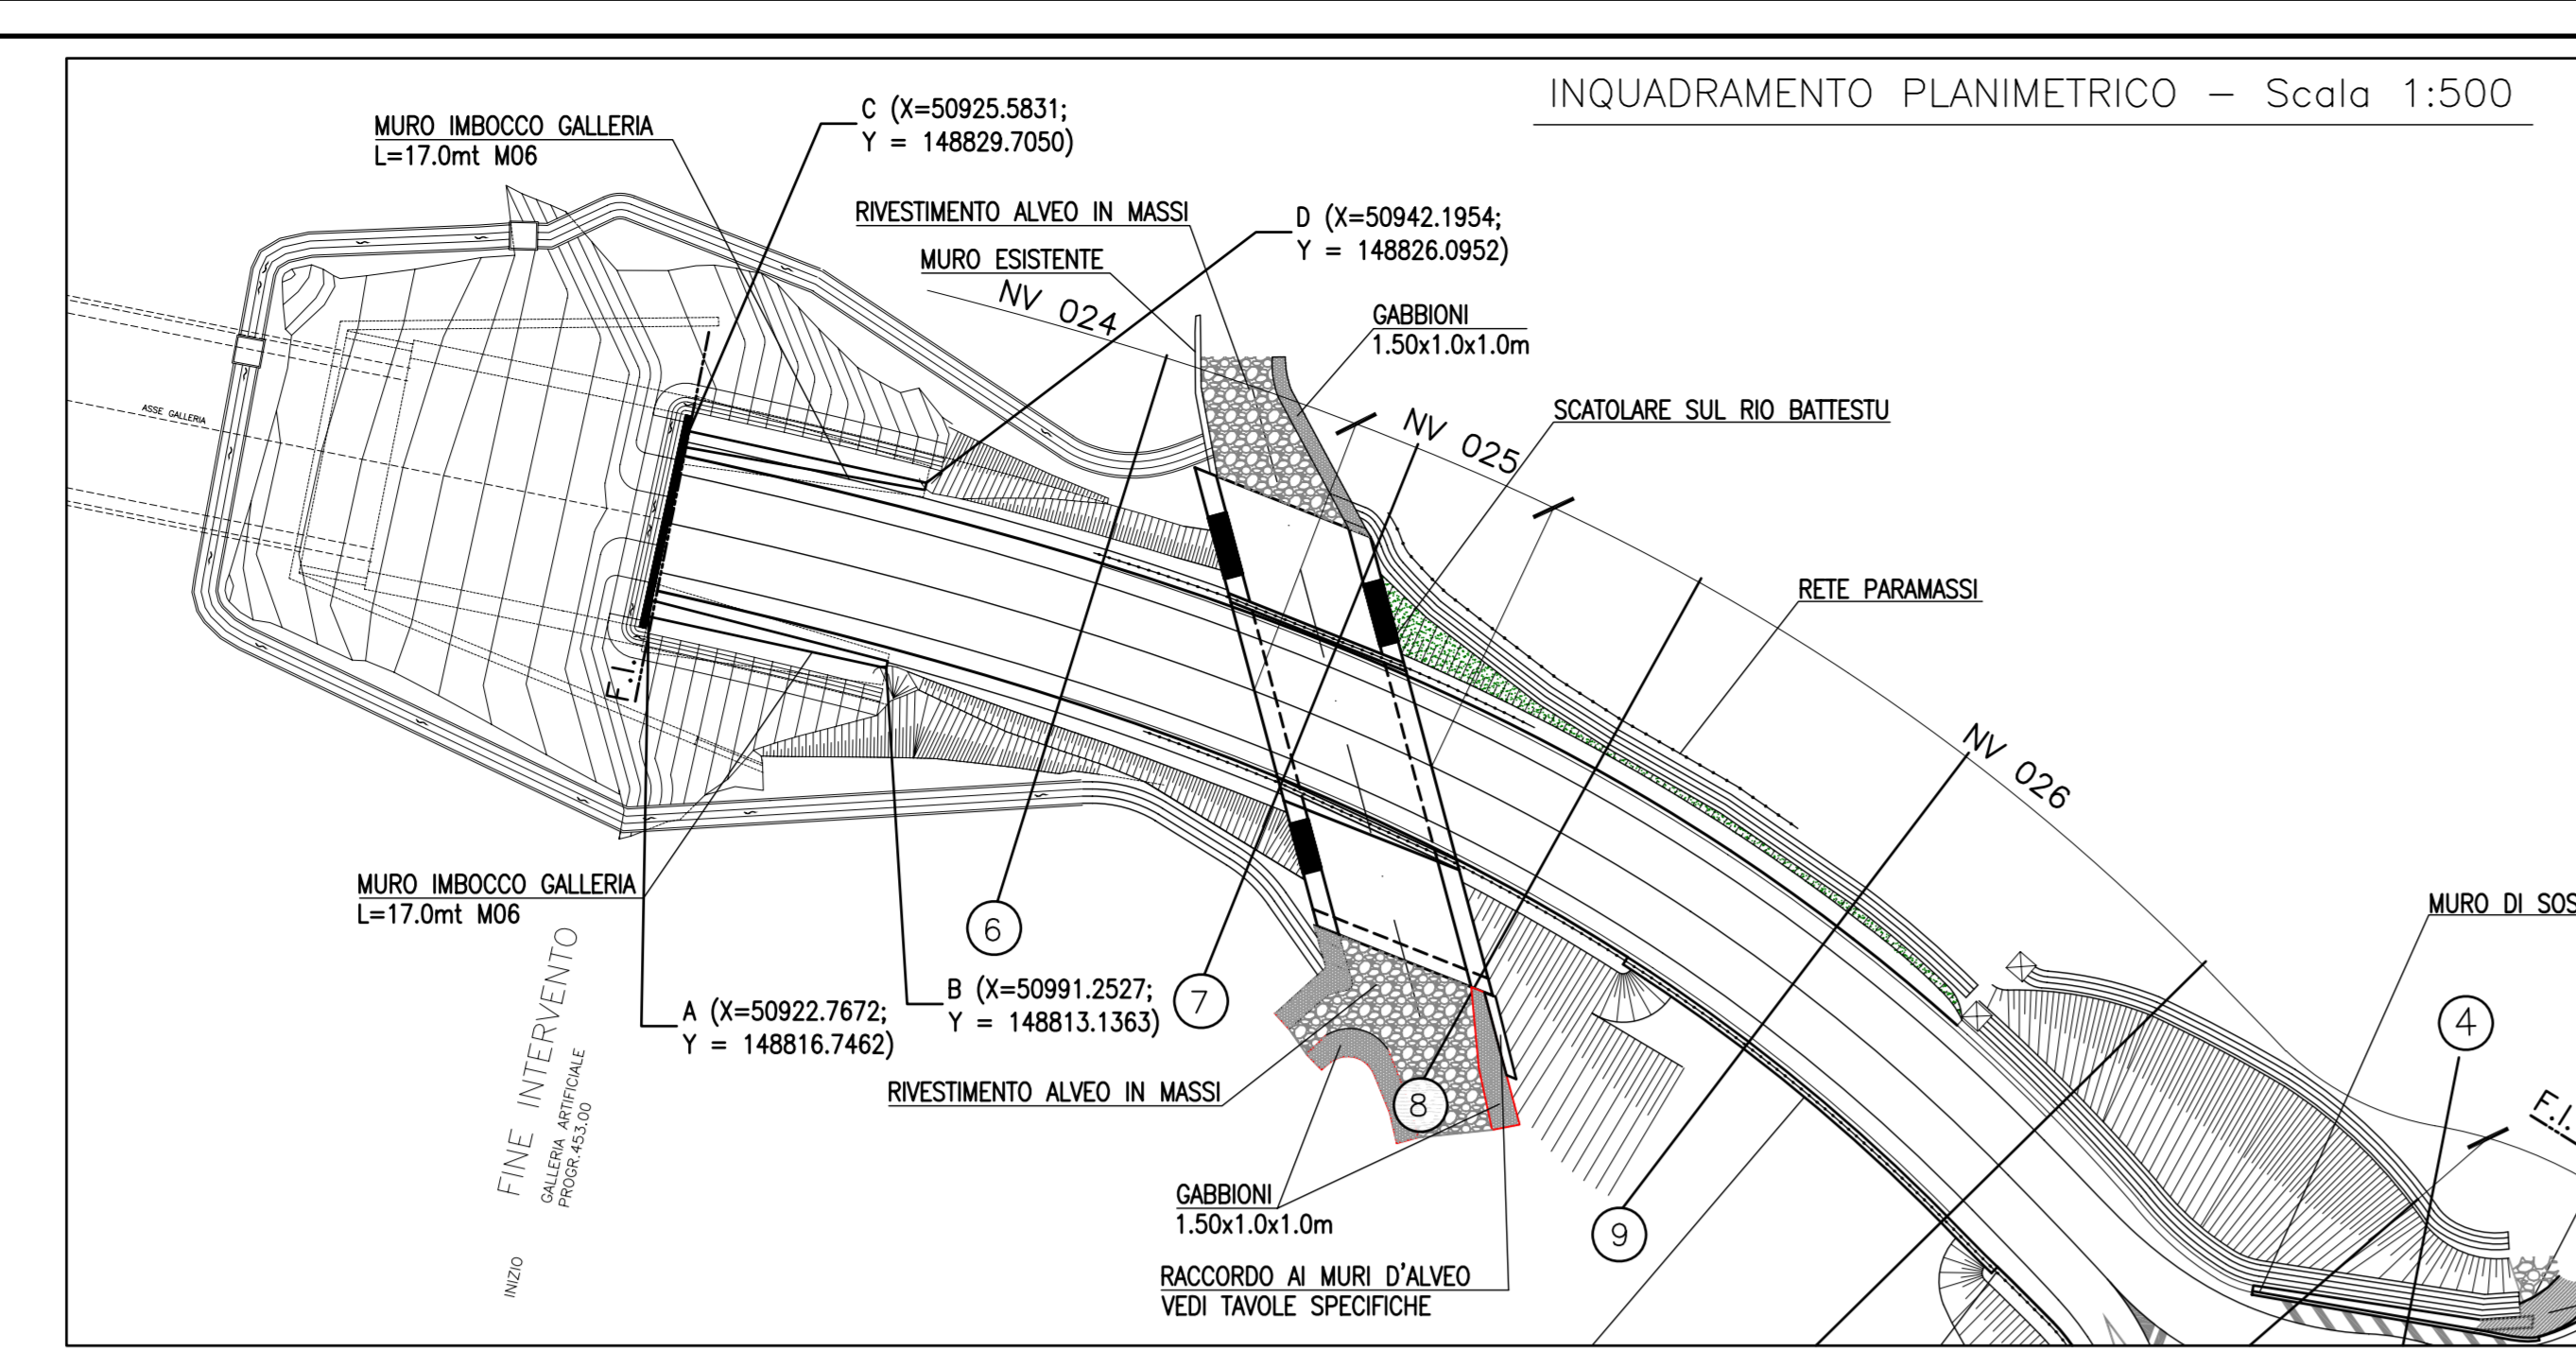 INQUADRAMENTO PLANIMETRICO – Scala 1:500
C (X=50925.5831;
Y = 148829.7050)
MURO IMBOCCO GALLERIA
L=17.0mt M06
RIVESTIMENTO ALVEO IN MASSI
D (X=50942.1954;
Y = 148826.0952)
MURO ESISTENTE
NV 024
GABBIONI
1.50x1.0x1.0m
ASSE GALLERIA
NV 025
SCATOLARE SUL RIO BATTESTU
RETE PARAMASSI
F.I.
NV 026
MURO IMBOCCO GALLERIA
L=17.0mt M06
MURO DI SOS
6
B (X=50991.2527;
Y = 148813.1363)
7
A (X=50922.7672;
Y = 148816.7462)
4
RIVESTIMENTO ALVEO IN MASSI
8
F.I.
FINE INTERVENTO
GALLERIA ARTIFICIALE
PROGR.453.00
INIZIO
GABBIONI
1.50x1.0x1.0m
9
RACCORDO AI MURI D'ALVEO
VEDI TAVOLE SPECIFICHE